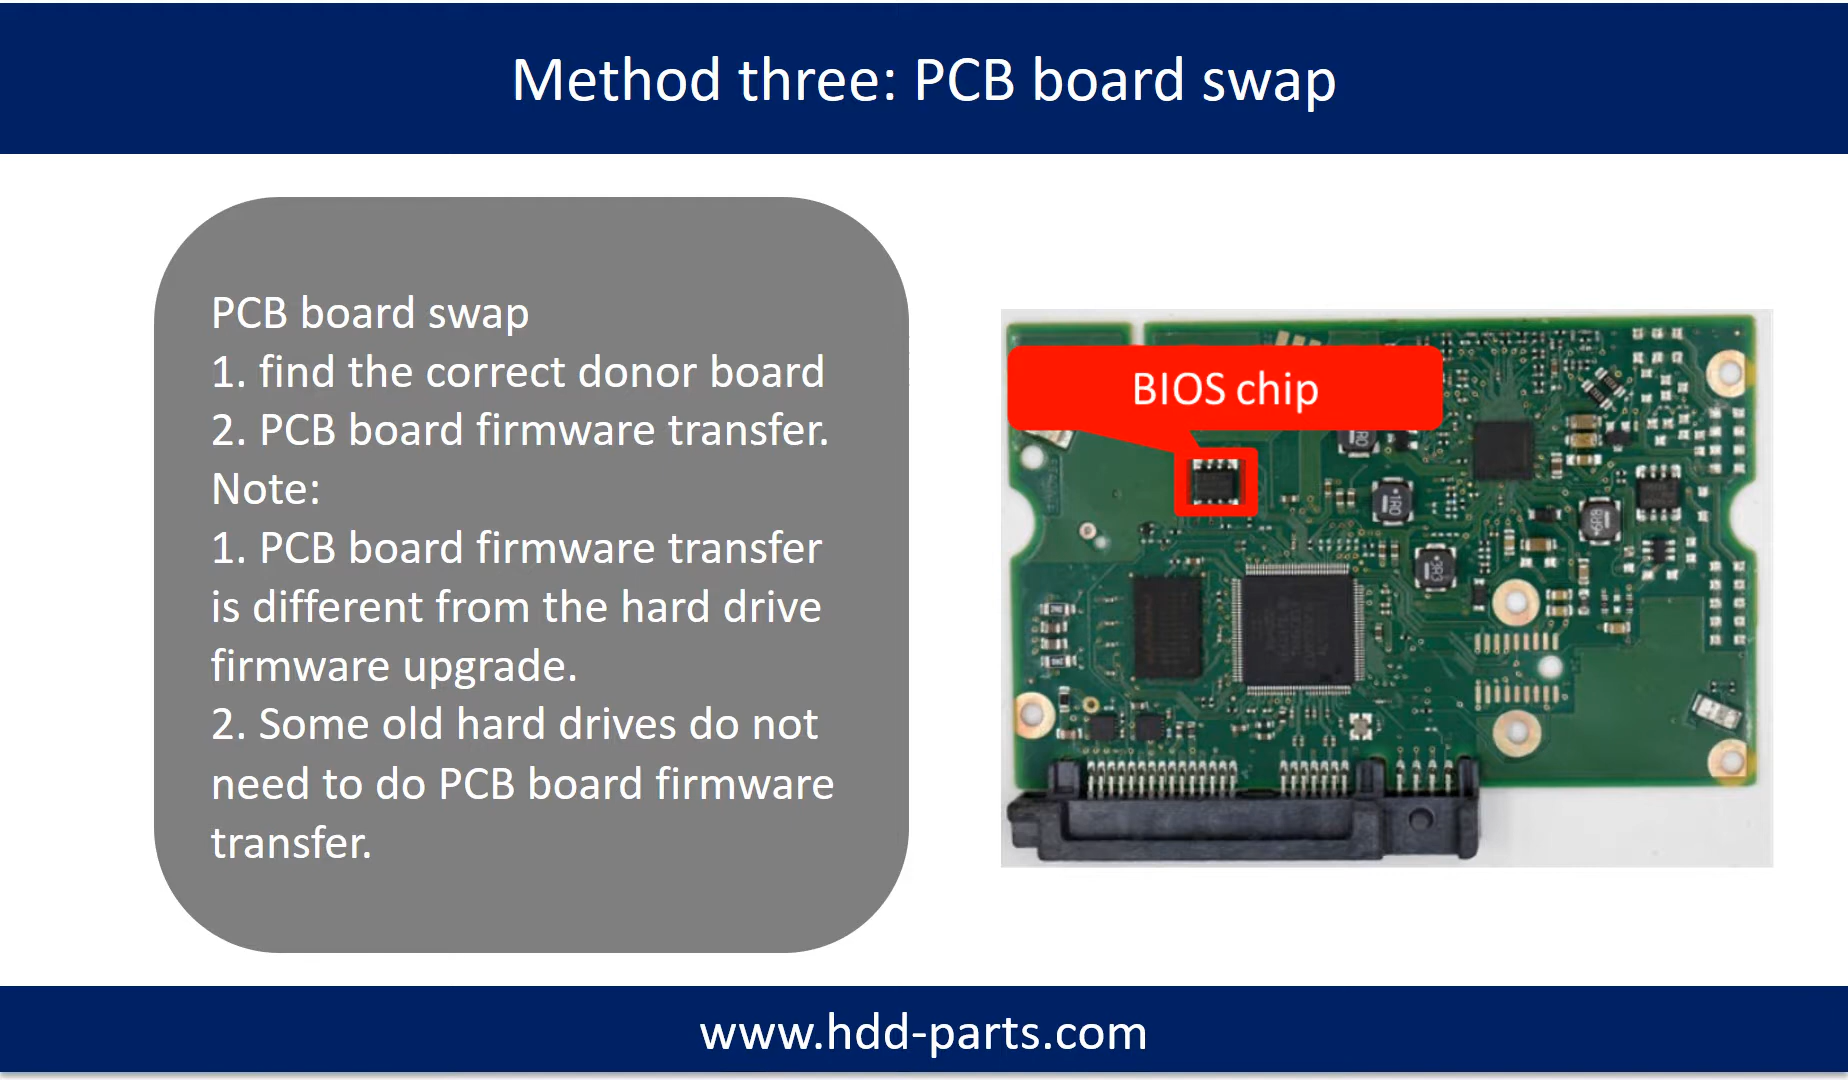 Method three: PCB board swap
PCB board swap
1. find the correct donor board
2. PCB board firmware transfer.
Note:
1. PCB board firmware transfer
is different from the hard drive
firmware upgrade.
2. Some old hard drives do not
need to do PCB board firmware
transfer.
BIOS chip
1R0
www.hdd-parts.com